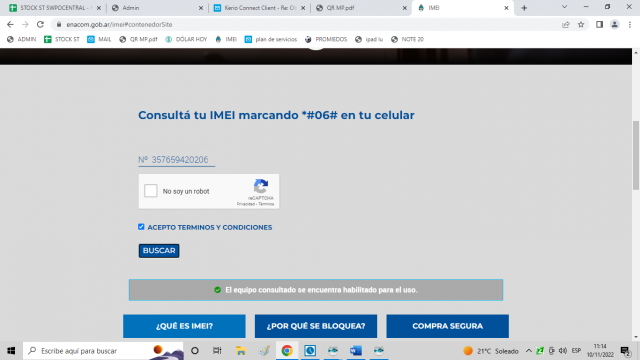 STOCK ST SWPOCENTRAL -
Admin
Kerio Connect Client - Re: O
QR MP.pdf
IMEI
enacom.gob.ar/imei#contenedorSite
ADMIN
STOCK ST
MAIL
QR MP.pdf
DÓLAR HOY
IMEI
plan de servicios
PROMIEDOS
ipad lu
NOTE 20
Consultá tu IMEI marcando *#06# en tu celular
Nº 357659420206
No soy un robot
reCAPTCHA
Privacidad - Términos
ACEPTO TERMINOS Y CONDICIONES
BUSCAR
El equipo consultado se encuentra habilitado para el uso.
¿QUÉ ES IMEI?
¿POR QUÉ SE BLOQUEA?
COMPRA SEGURA
Escribe aquí para buscar
21°C Soleado
ESP
11:14
10/11/2022